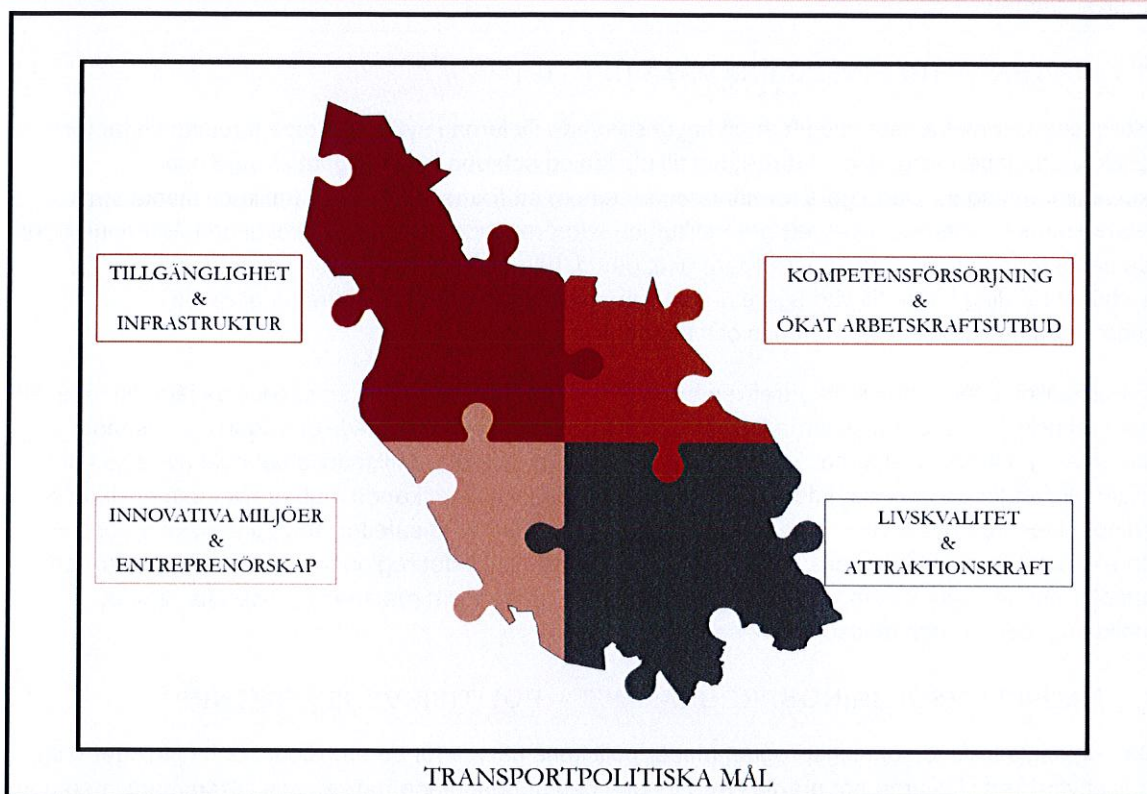 TILLGÄNGLIGHET
&
INFRASTRUKTUR
KOMPETENSFÖRSÖRJNING
&
ÖKAT ARBETSKRAFTSUTBUD
INNOVATIVA MILJÖER
&
ENTREPRENÖRSKAP
LIVSKVALITET
&
ATTRAKTIONSKRAFT
TRANSPORTPOLITISKA MÅL